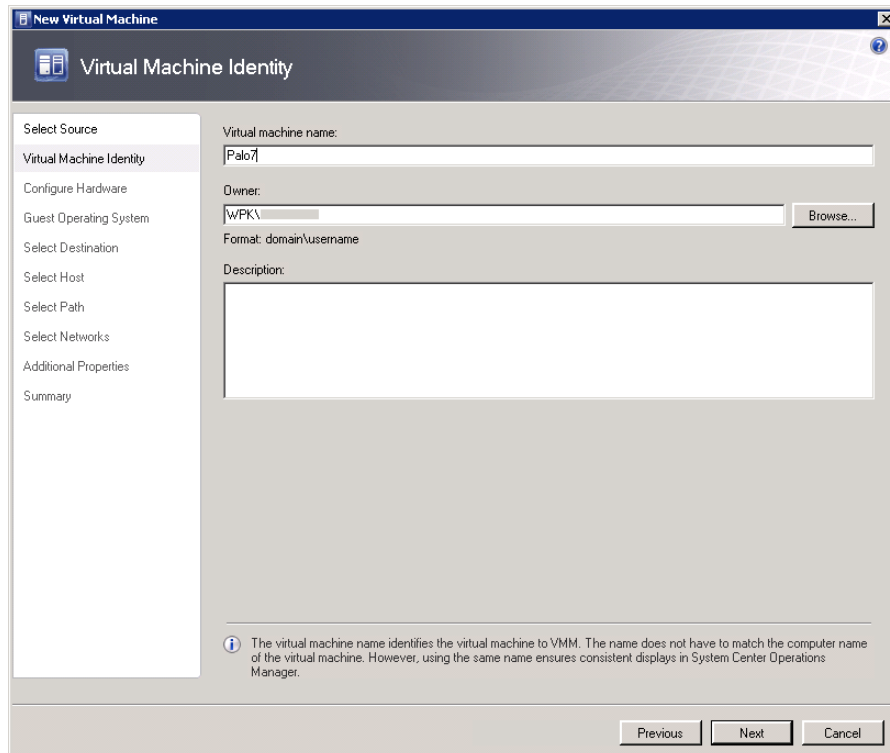 New Virtual Machine
Virtual Machine Identity
Select Source
Virtual Machine Identity
Configure Hardware
Guest Operating System
Select Destination
Select Host
Select Path
Select Networks
Additional Properties
Summary
Virtual machine name:
Palo7
Owner:
WPK\
Browse...
Format: domain\username
Description:
The virtual machine name identifies the virtual machine to VMM. The name does not have to match the computer name
of the virtual machine. However, using the same name ensures consistent displays in System Center Operations
Manager.
Previous
Next
Cancel